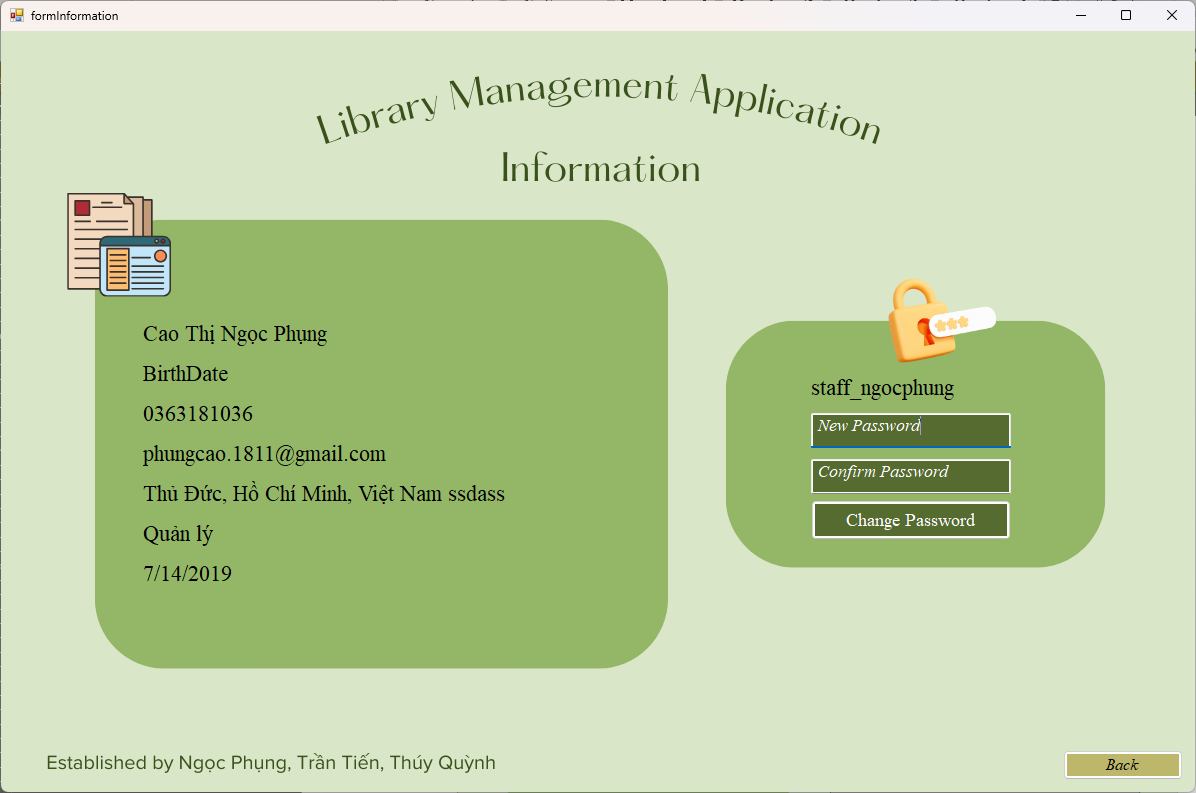 formInformation
Library Management Application
Information
Cao Thị Ngọc Phụng
BirthDate
0363181036
phungcao.1811@gmail.com
Thủ Đức, Hồ Chí Minh, Việt Nam ssdass
Quản lý
7/14/2019
***
staff_ngocphung
New Password
Confirm Password
Change Password
Established by Ngọc Phụng, Trần Tiến, Thúy Quỳnh
Back